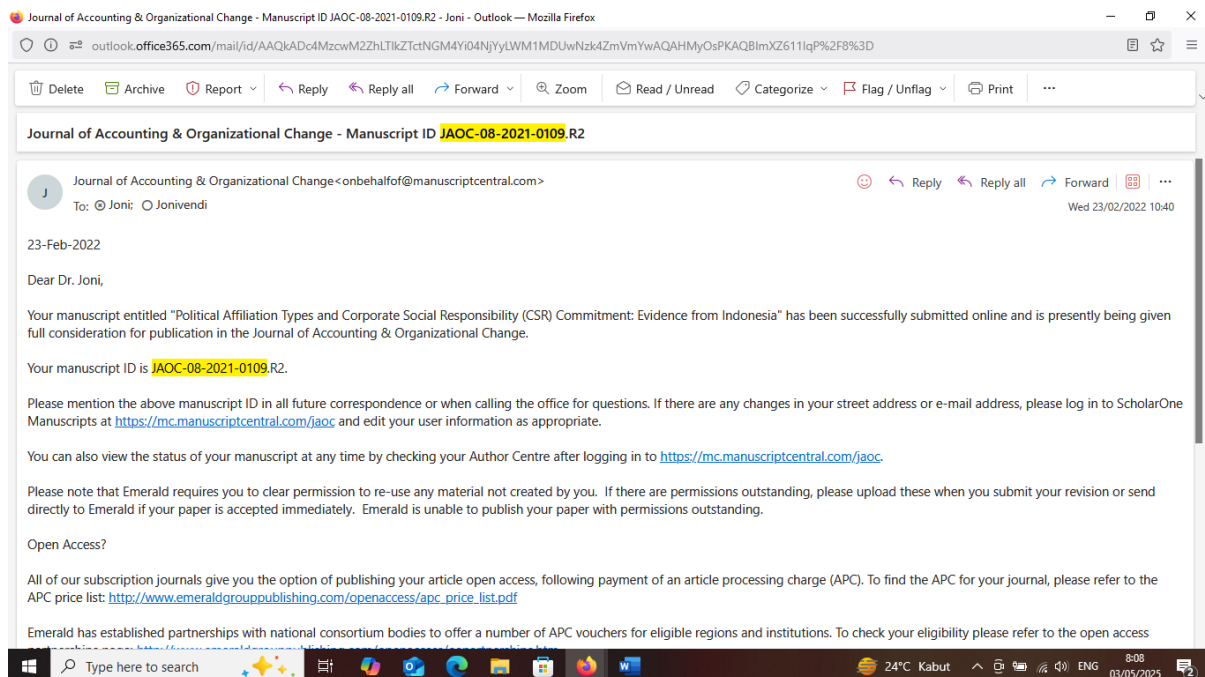 Journal of Accounting & Organizational Change - Manuscript ID JAOC-08-2021-0109.R2 - Joni - Outlook — Mozilla Firefox
outlook.office365.com/mail/id/AAQkADc4MzcwM2ZhLTlkZTctNGM4Yi04NjYyLWM1MDUwNzk4ZmVmYwAQAHMyOsPKAQBlmXZ611IqP%2F8%3D
Delete Archive Report Reply Reply all Forward Zoom Read / Unread Categorize Flag / Unflag Print ...
Journal of Accounting & Organizational Change - Manuscript ID JAOC-08-2021-0109.R2
J
Journal of Accounting & Organizational Change<onbehalfof@manuscriptcentral.com>
Reply Reply all Forward ...
To: Joni; Jonivendi
Wed 23/02/2022 10:40
23-Feb-2022
Dear Dr. Joni,
Your manuscript entitled "Political Affiliation Types and Corporate Social Responsibility (CSR) Commitment: Evidence from Indonesia" has been successfully submitted online and is presently being given
full consideration for publication in the Journal of Accounting & Organizational Change.
Your manuscript ID is JAOC-08-2021-0109.R2.
Please mention the above manuscript ID in all future correspondence or when calling the office for questions. If there are any changes in your street address or e-mail address, please log in to ScholarOne
Manuscripts at https://mc.manuscriptcentral.com/jaoc and edit your user information as appropriate.
You can also view the status of your manuscript at any time by checking your Author Centre after logging in to https://mc.manuscriptcentral.com/jaoc.
Please note that Emerald requires you to clear permission to re-use any material not created by you. If there are permissions outstanding, please upload these when you submit your revision or send
directly to Emerald if your paper is accepted immediately. Emerald is unable to publish your paper with permissions outstanding.
Open Access?
All of our subscription journals give you the option of publishing your article open access, following payment of an article processing charge (APC). To find the APC for your journal, please refer to the
APC price list: http://www.emeraldgrouppublishing.com/openaccess/apc_price_list.pdf
Emerald has established partnerships with national consortium bodies to offer a number of APC vouchers for eligible regions and institutions. To check your eligibility please refer to the open access
Type here to search
24°C Kabut
ENG
8:08
03/05/2025
2